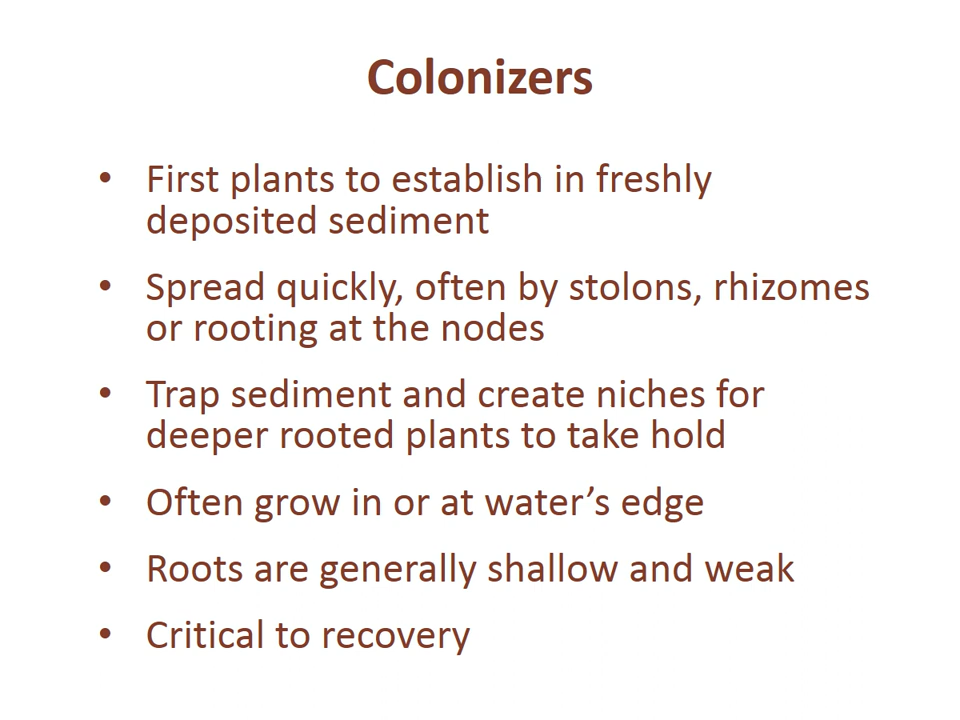 Colonizers
• First plants to establish in freshly
deposited sediment
• Spread quickly, often by stolons, rhizomes
or rooting at the nodes
• Trap sediment and create niches for
deeper rooted plants to take hold
• Often grow in or at water’s edge
• Roots are generally shallow and weak
• Critical to recovery